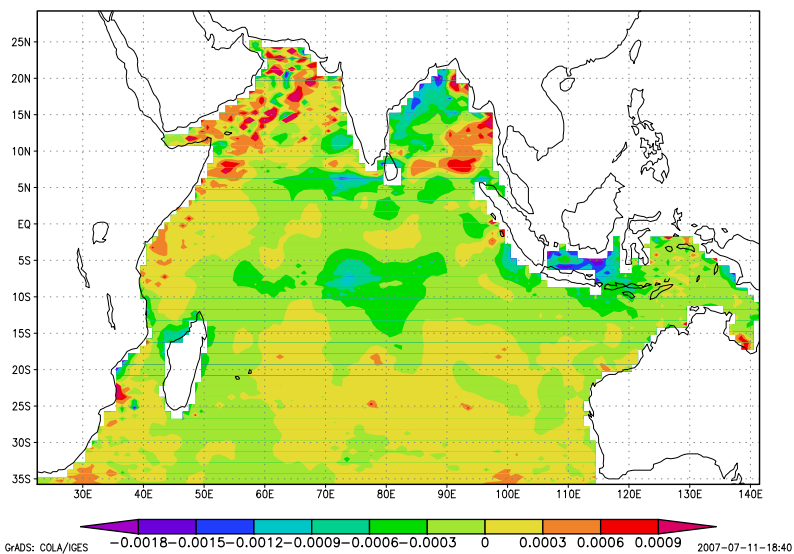 25N
20N
15N
10N
5N
EQ
5S
10S
15S
20S
25S
30S
35S
30E 40E 50E 60E 70E 80E 90E 100E 110E 120E 130E 140E
-0.0018 -0.0015 -0.0012 -0.0009 -0.0006 -0.0003 0 0.0003 0.0006 0.0009
GrADS: COLA/IGES 2007-07-11-18:40